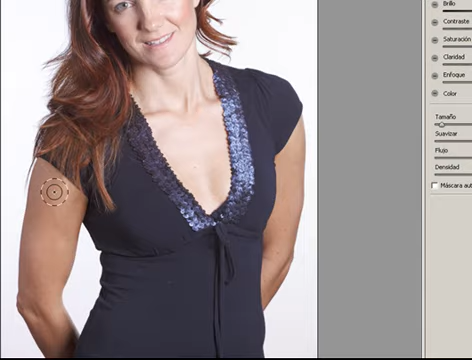 Brillo
Contraste
Saturación
Claridad
Enfoque
Color
Tamaño
Suavizar
Flujo
Densidad
Máscara aut